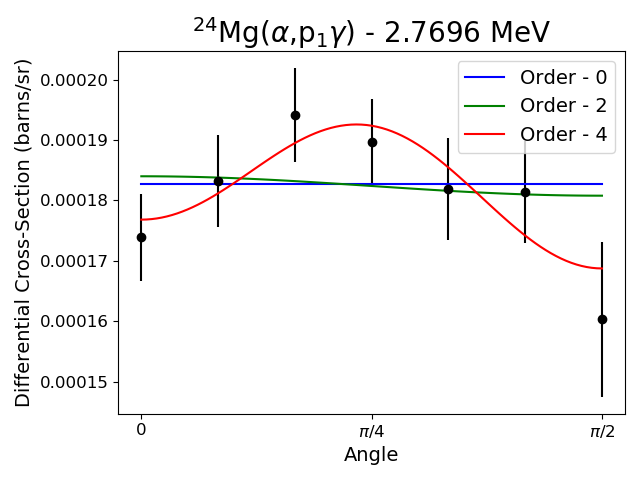 ²⁴Mg(α,p₁γ) - 2.7696 MeV
Differential Cross-Section (barns/sr)
0.00020
0.00019
0.00018
0.00017
0.00016
0.00015
Order - 0
Order - 2
Order - 4
0
π/4
π/2
Angle